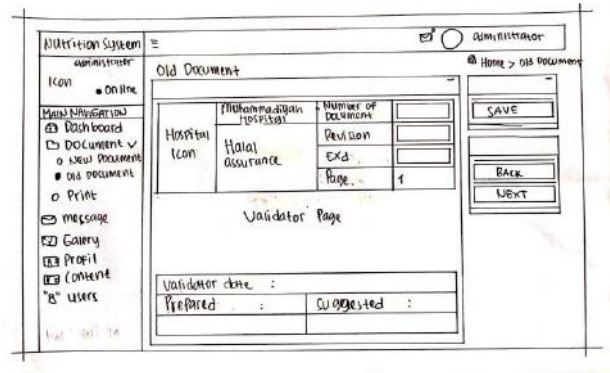 Nutrition System
administrator
administrator
Icon
Online
Old Document
Home > Old Document
MAIN NAVIGATION
Dashboard
Document
New Document
Old Document
Print
message
Galery
Profil
Content
"8" users
Hospital
Icon
Muhammadiyah
Hospital
Halal
assurance
Number of
Document
Revision
Exd
Page
1
SAVE
BACK
NEXT
Validator Page
Validator date :
Prepared :
Suggested :